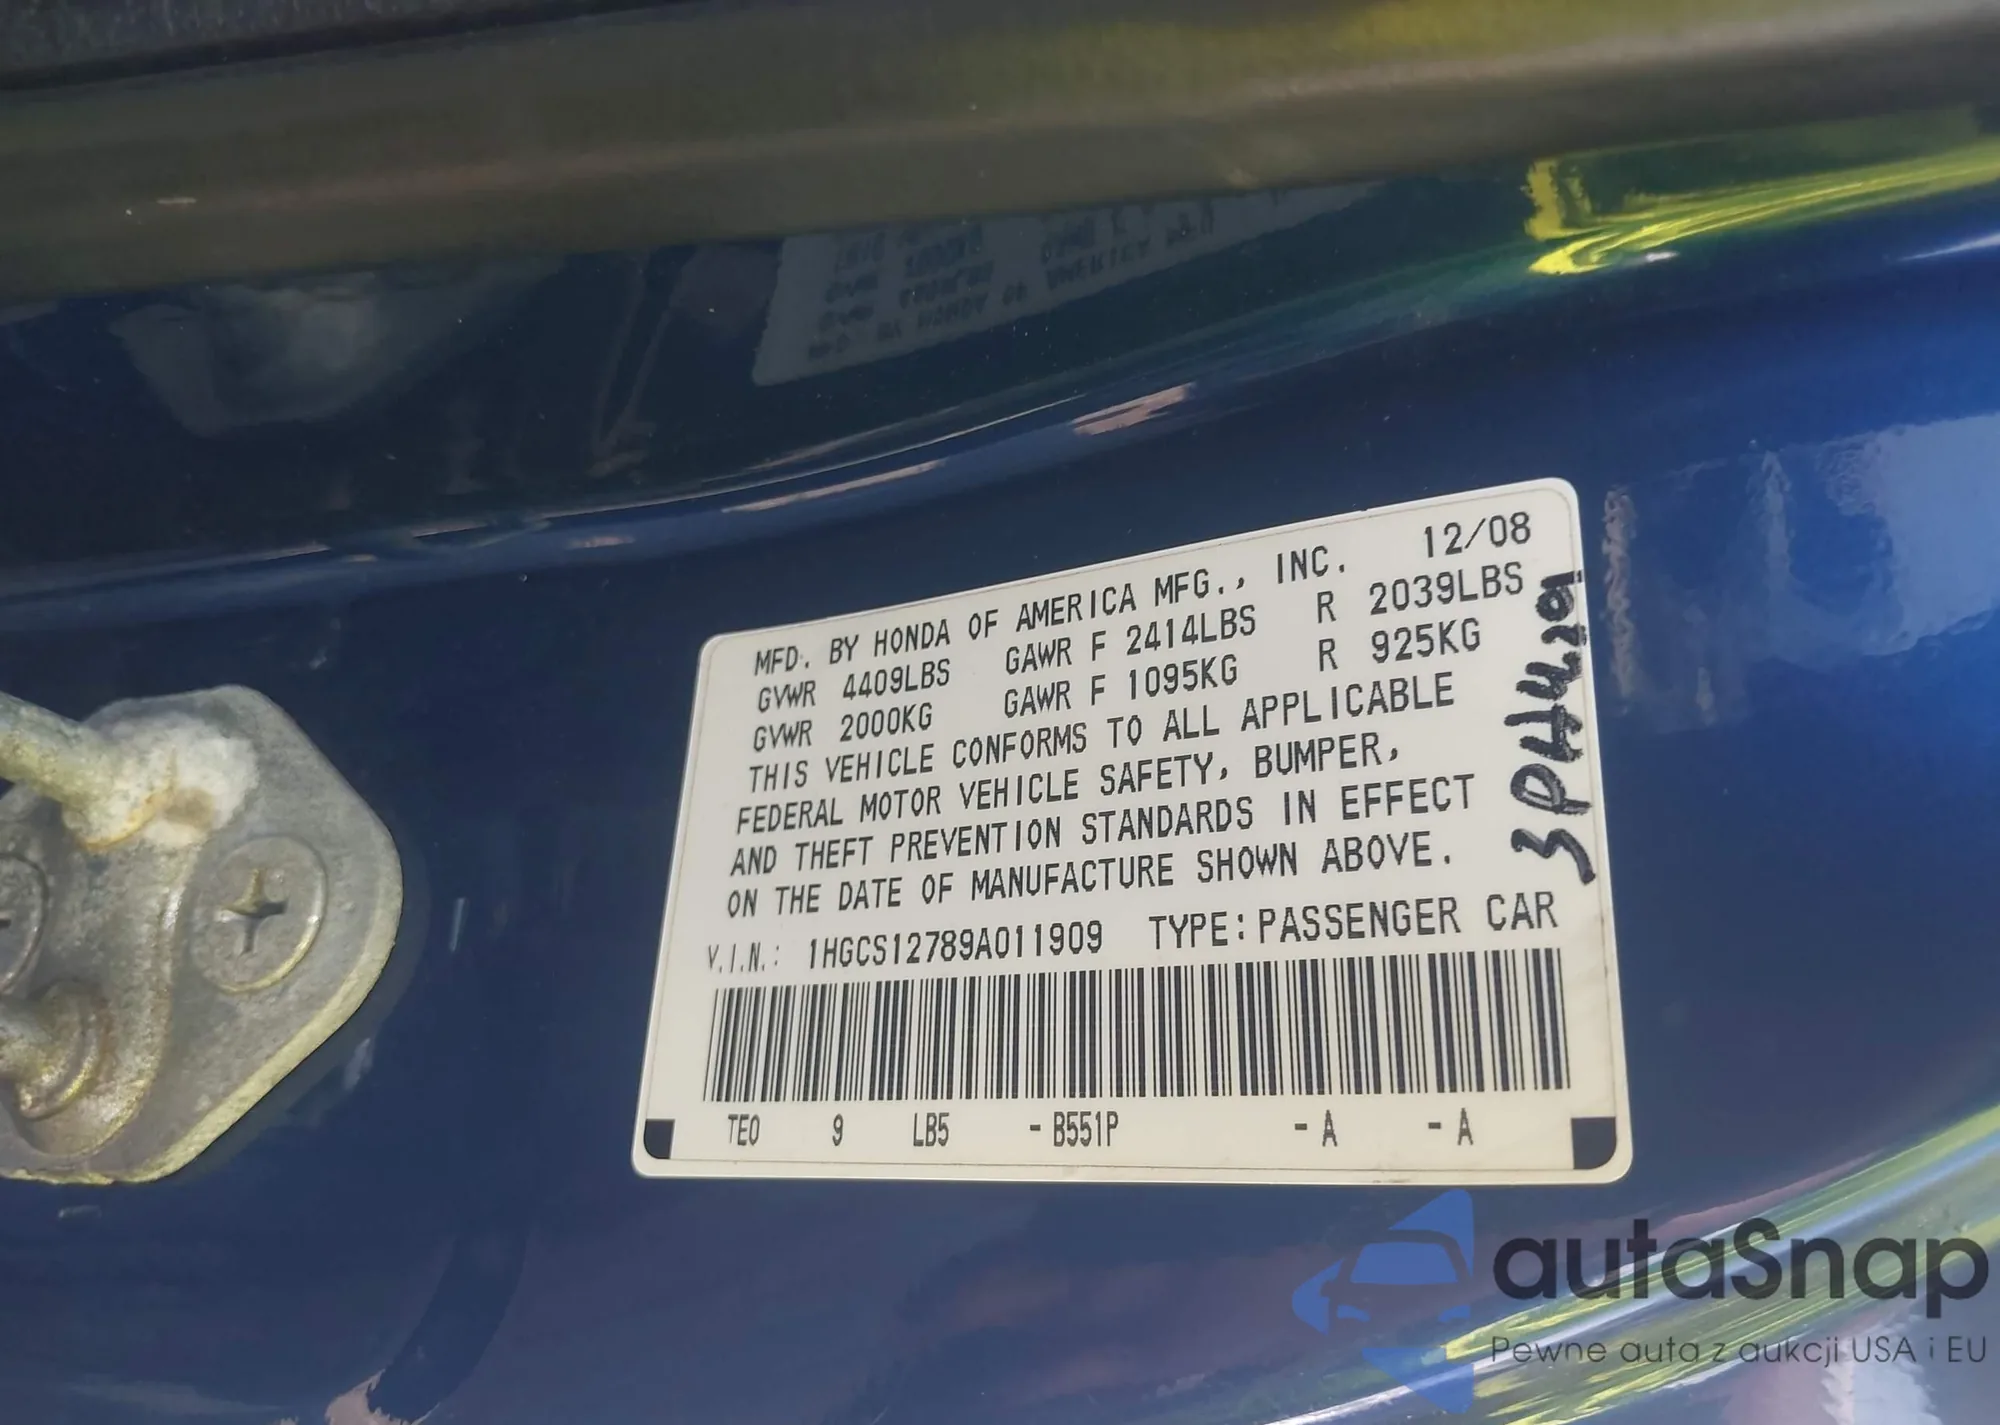 MFD. BY HONDA OF AMERICA MFG., INC. 12/08
GVWR 4409LBS GAWR F 2414LBS R 2039LBS
GVWR 2000KG GAWR F 1095KG R 925KG
THIS VEHICLE CONFORMS TO ALL APPLICABLE
FEDERAL MOTOR VEHICLE SAFETY, BUMPER,
AND THEFT PREVENTION STANDARDS IN EFFECT
ON THE DATE OF MANUFACTURE SHOWN ABOVE.
V.I.N.: 1HGCS12789A011909 TYPE: PASSENGER CAR
TE0 9 LB5 -B551P -A -A
autaSnap
Pewne auta z aukcji USA i EU